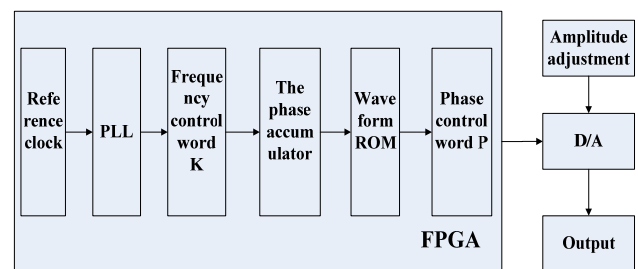 Refe
rence
clock
PLL
Freque
ncy
control
word
K
The
phase
accum
ulator
Wave
form
ROM
Phase
control
word P
FPGA
Amplitude
adjustment
D/A
Output